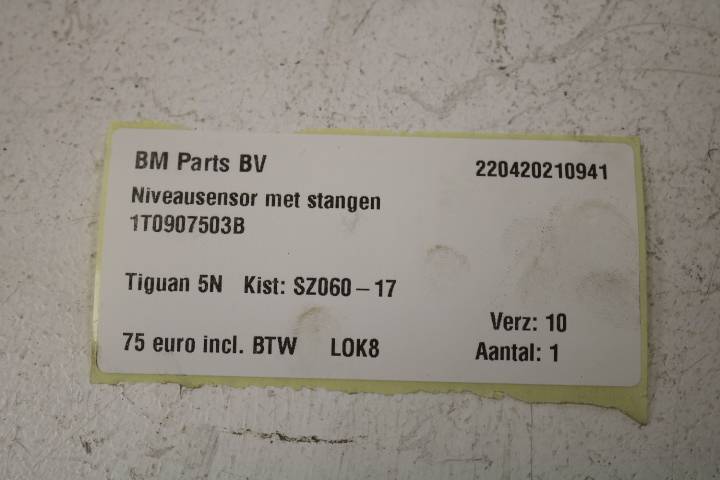 BM Parts BV 220420210941
Niveausensor met stangen
1T0907503B
Tiguan 5N Kist: SZ060-17
Verz: 10
75 euro incl. BTW LOK8 Aantal: 1